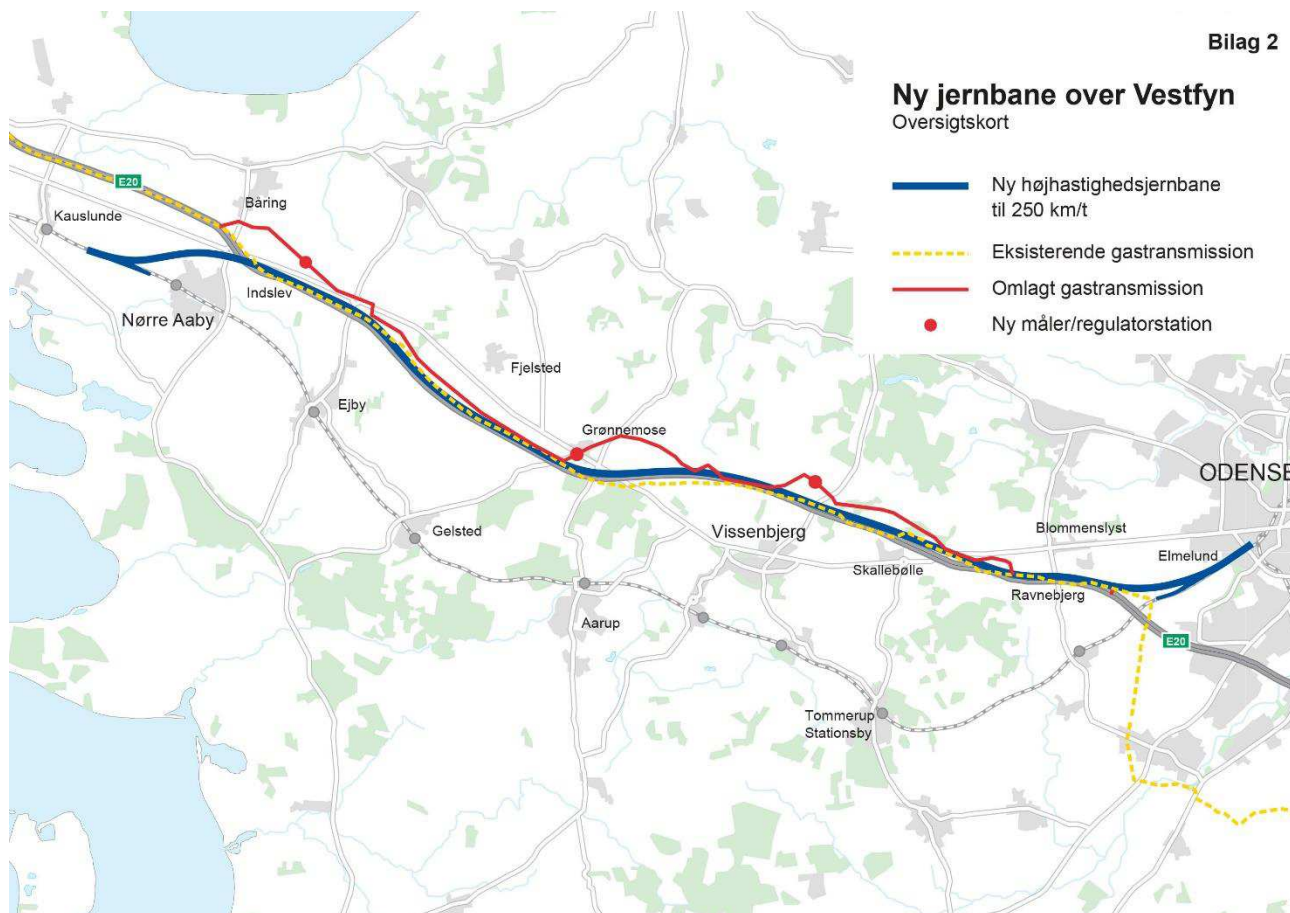 Bilag 2
Ny jernbane over Vestfyn
Oversigtskort
Ny højhastighedsjernbane
til 250 km/t
Eksisterende gastransmission
Omlagt gastransmission
Ny måler/regulatorstation
E20
Båring
Kauslunde
Indslev
Nørre Aaby
Fjelsted
Ejby
Grønnemose
ODENSE
Gelsted
Vissenbjerg
Blommenslyst
Elmelund
Skallebølle
Ravnebjerg
Aarup
E20
Tommerup
Stationsby